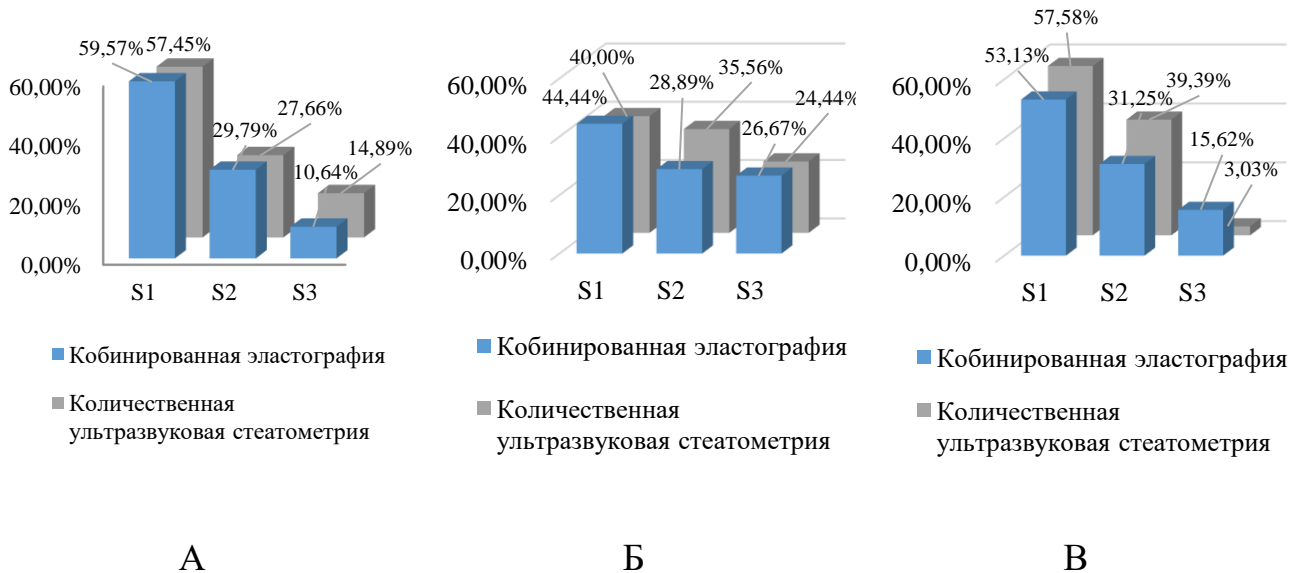 59,57%
57,45%
60,00%
27,66%
40,00%
29,79%
14,89%
10,64%
20,00%
0,00%
S1 S2 S3
Кобинированная эластография
Количественная
ультразвуковая стеатометрия
А
40,00%
35,56%
60,00%
28,89%
44,44%
24,44%
26,67%
40,00%
20,00%
0,00%
S1 S2 S3
Кобинированная эластография
Количественная
ультразвуковая стеатометрия
Б
57,58%
53,13%
39,39%
60,00%
31,25%
15,62%
40,00%
3,03%
20,00%
0,00%
S1 S2 S3
Кобинированная эластография
Количественная
ультразвуковая стеатометрия
В